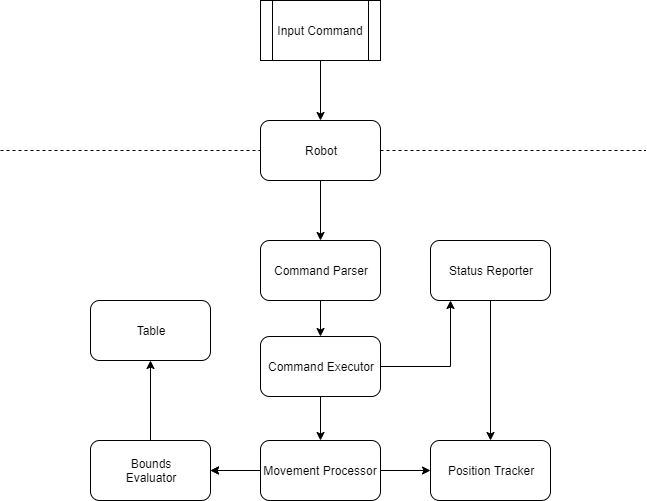 Input Command
Robot
Command Parser
Status Reporter
Table
Command Executor
Bounds
Evaluator
Movement Processor
Position Tracker